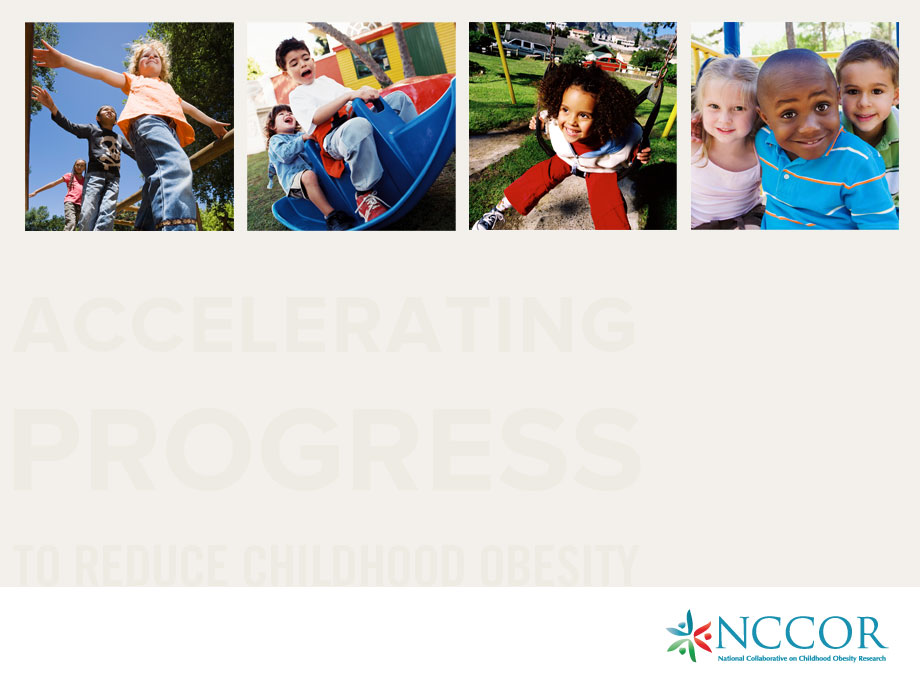 ACCELERATING
PROGRESS
TO REDUCE CHILDHOOD OBESITY
NCCOR
National Collaborative on Childhood Obesity Research